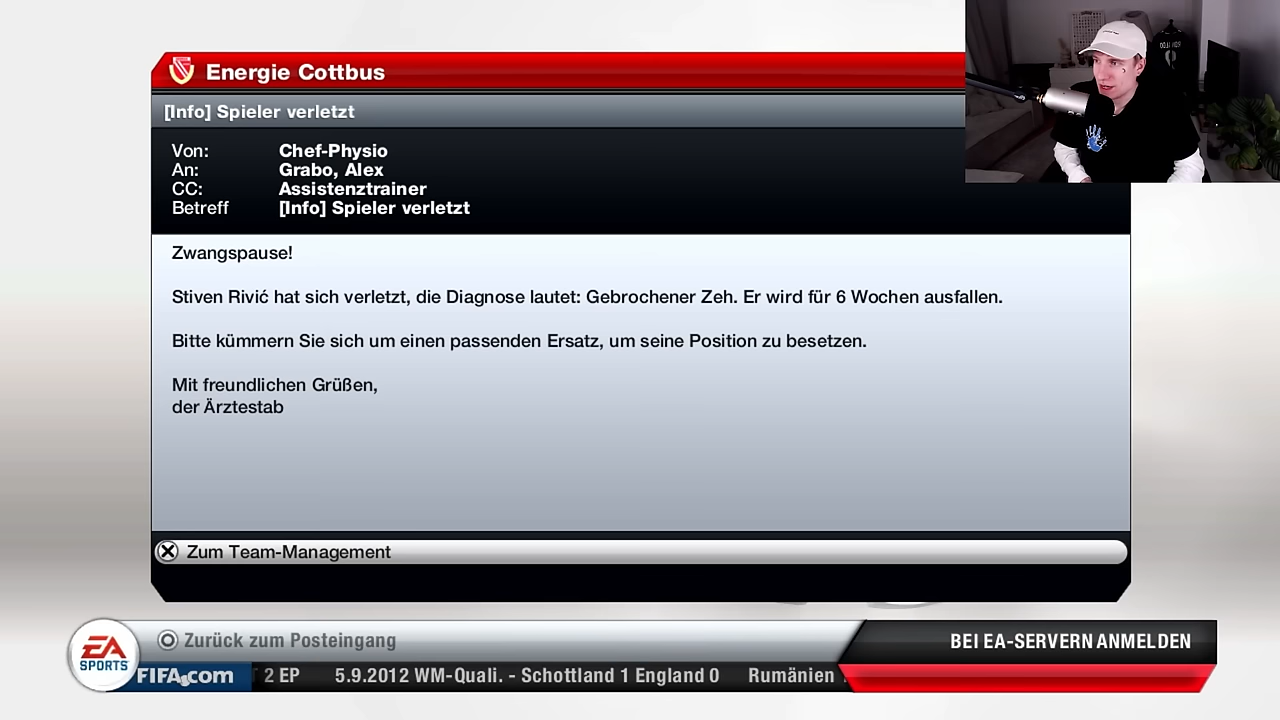 Energie Cottbus
[Info] Spieler verletzt
Von: Chef-Physio
An: Grabo, Alex
CC: Assistenztrainer
Betreff [Info] Spieler verletzt
Zwangspause!
Stiven Rivić hat sich verletzt, die Diagnose lautet: Gebrochener Zeh. Er wird für 6 Wochen ausfallen.
Bitte kümmern Sie sich um einen passenden Ersatz, um seine Position zu besetzen.
Mit freundlichen Grüßen,
der Ärztestab
Zum Team-Management
Zurück zum Posteingang
BEI EA-SERVERN ANMELDEN
EA
SPORTS
FIFA.com
2 EP 5.9.2012 WM-Quali. - Schottland 1 England 0 Rumänien